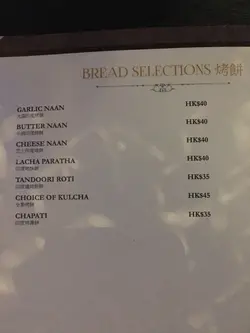 BREAD SELECTIONS 烤餅
GARLIC NAAN HK$40
BUTTER NAAN HK$40
CHEESE NAAN HK$40
LACHA PARATHA HK$40
TANDOORI ROTI HK$35
CHOICE OF KULCHA HK$45
CHAPATI HK$35